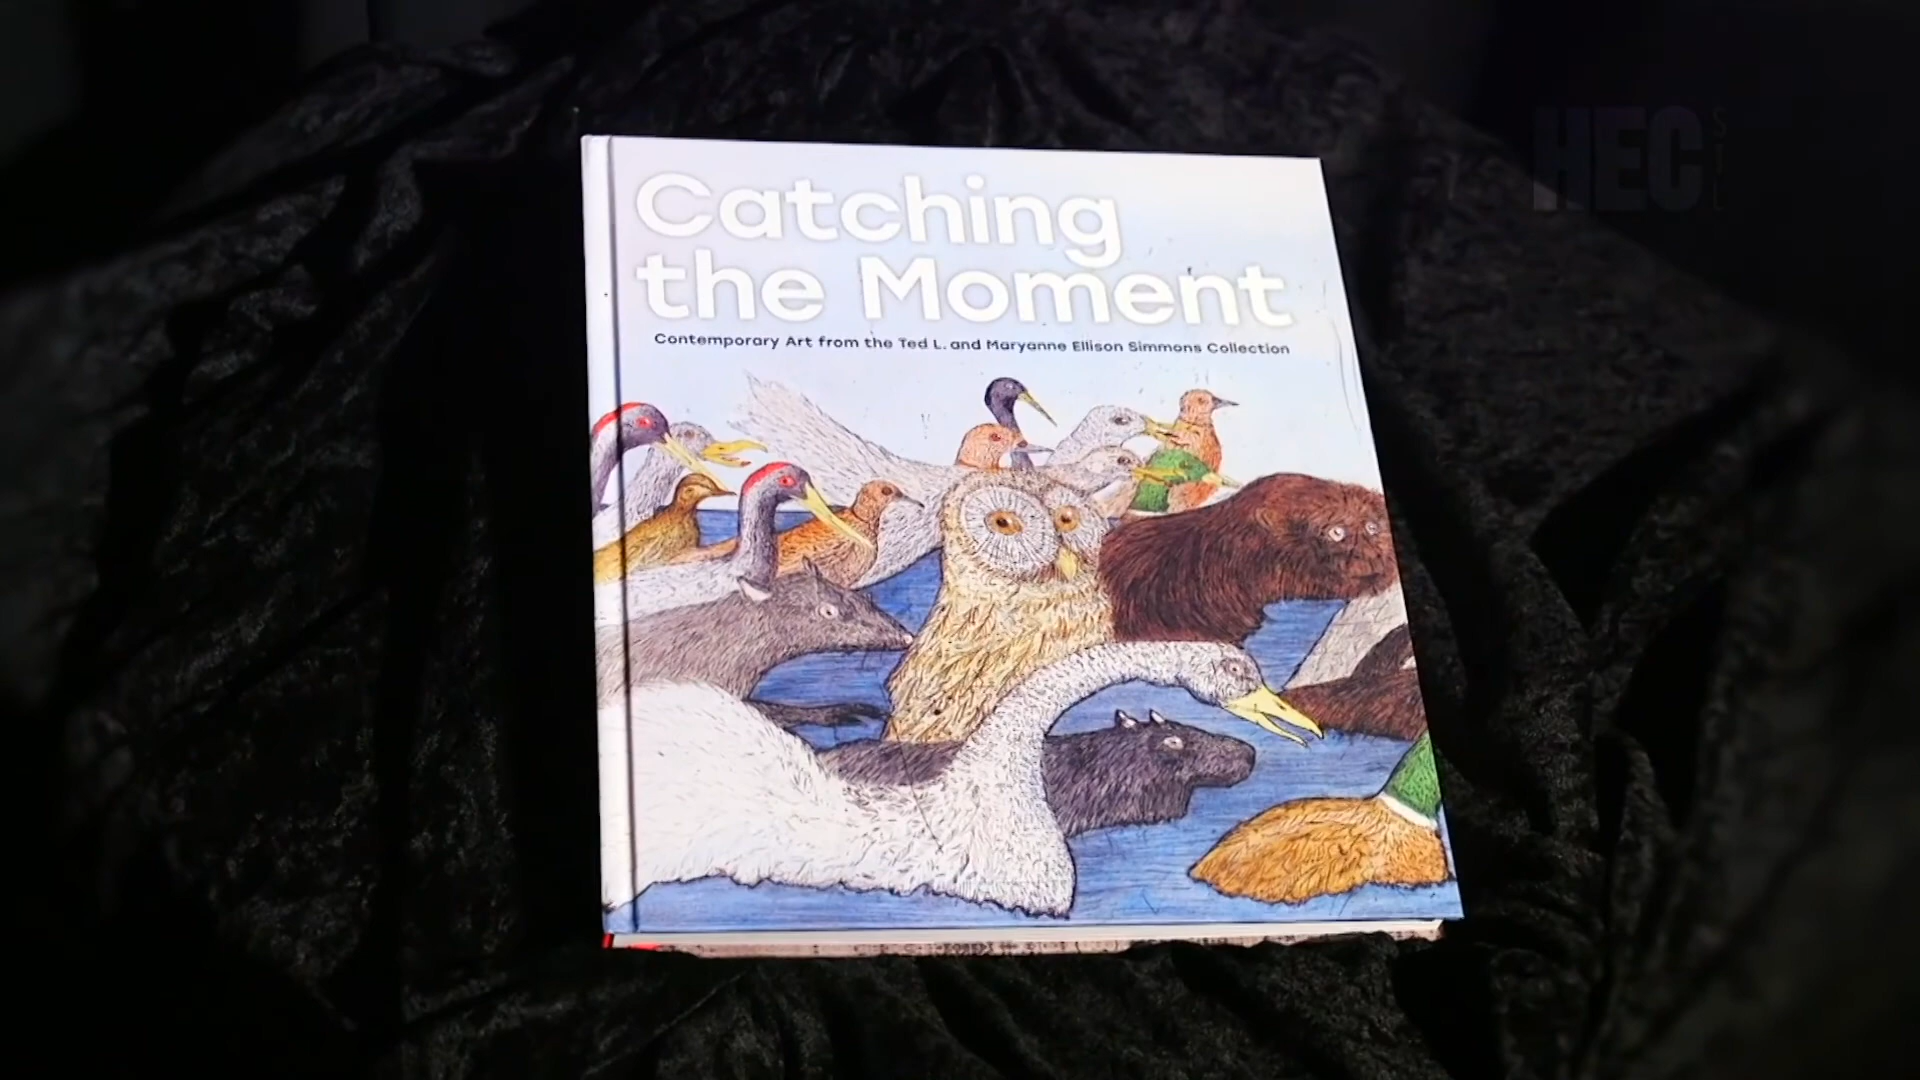 Catching
the Moment
Contemporary Art from the Ted L. and Maryanne Ellison Simmons Collection
HEC